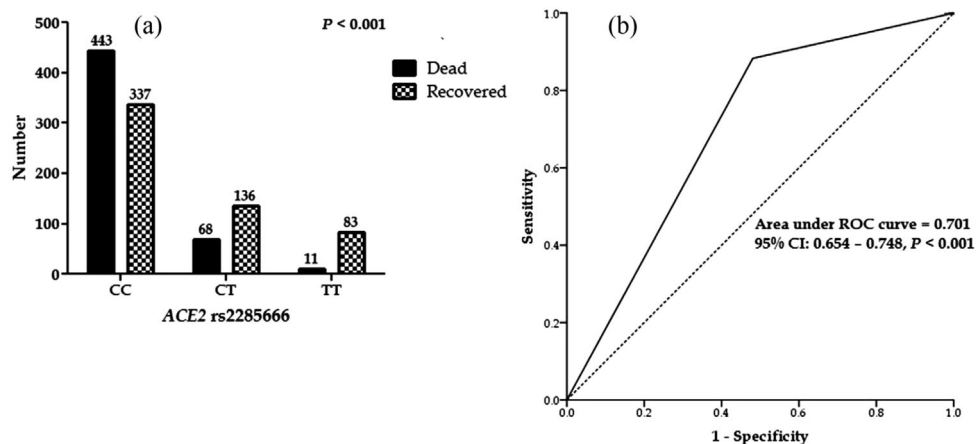 (a)
P < 0.001
500
400
300
200
100
0
Number
443
337
68
136
11
83
Dead
Recovered
CC
CT
TT
ACE2 rs2285666
(b)
1.0
0.8
0.6
0.4
0.2
0.0
Sensitivity
Area under ROC curve = 0.701
95% CI: 0.654 – 0.748, P < 0.001
0.0
0.2
0.4
0.6
0.8
1.0
1 - Specificity